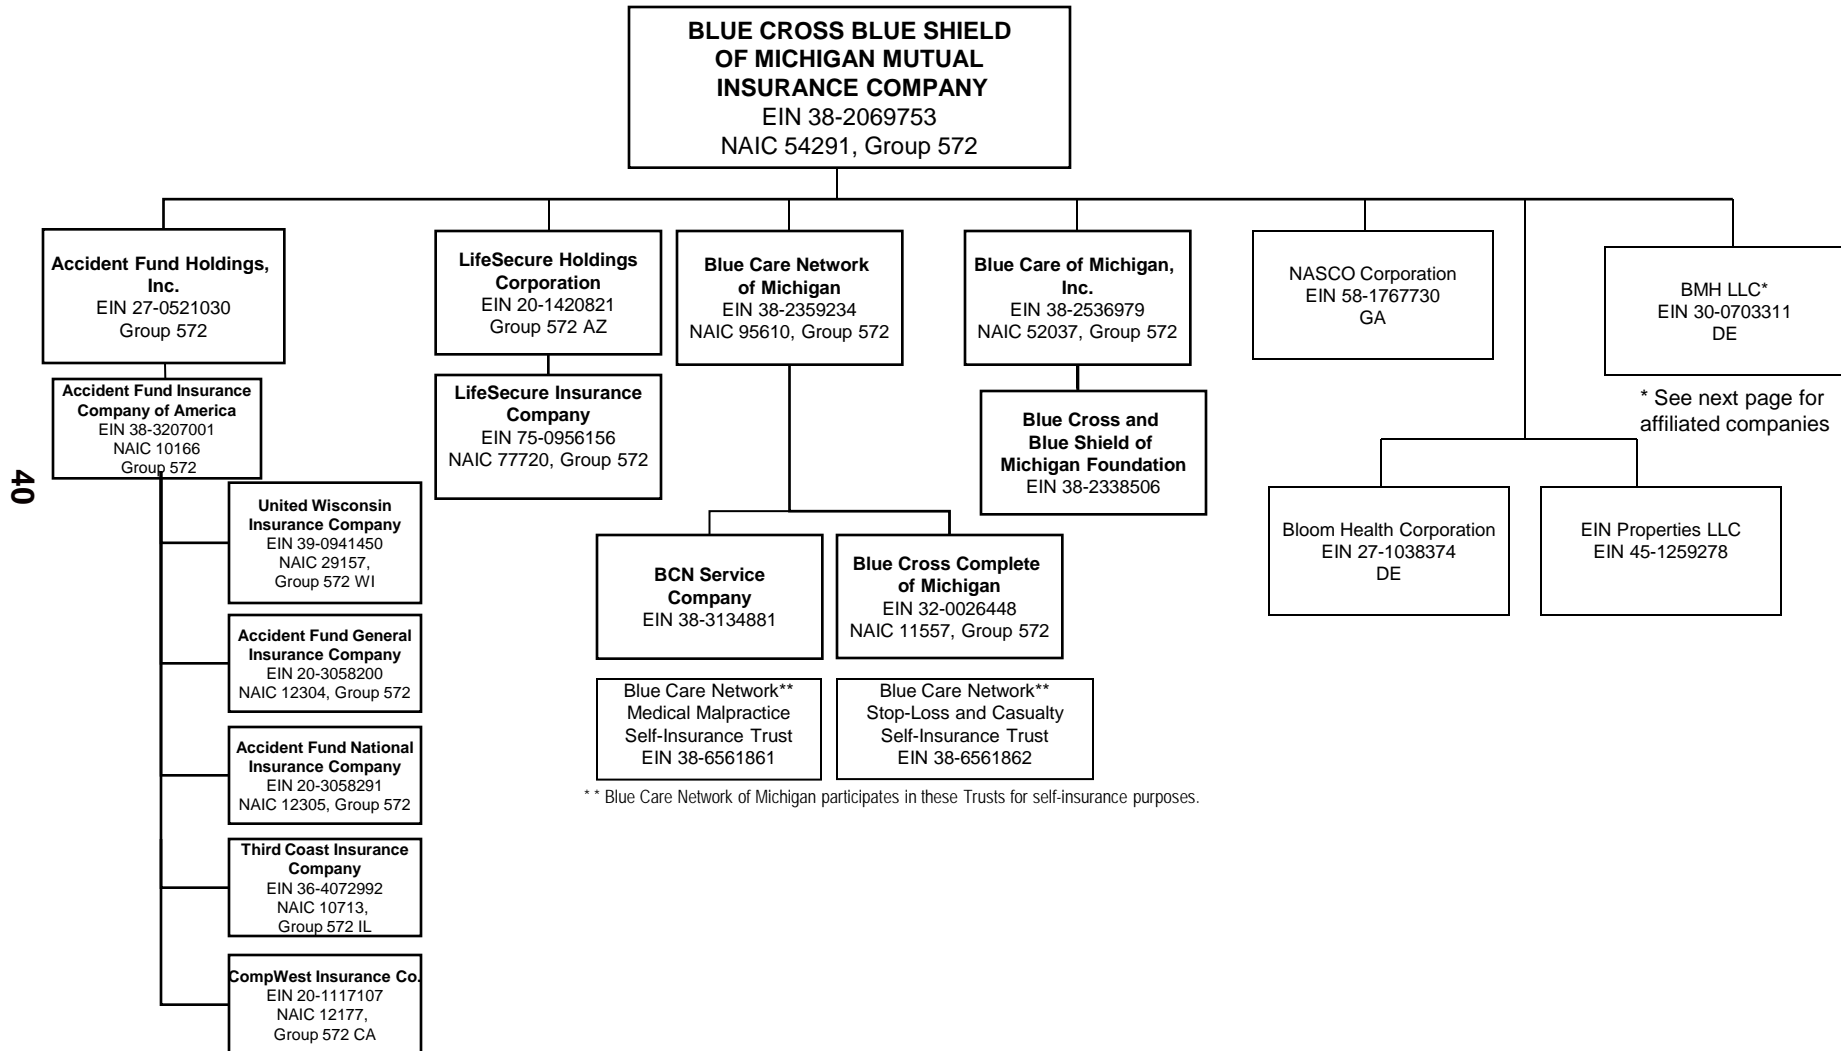 BLUE CROSS BLUE SHIELD
OF MICHIGAN MUTUAL
INSURANCE COMPANY
EIN 38-2069753
NAIC 54291, Group 572
Accident Fund Holdings,
Inc.
EIN 27-0521030
Group 572
Accident Fund Insurance
Company of America
EIN 38-3207001
NAIC 10166
Group 572
United Wisconsin
Insurance Company
EIN 39-0941450
NAIC 29157,
Group 572 WI
Accident Fund General
Insurance Company
EIN 20-3058200
NAIC 12304, Group 572
Accident Fund National
Insurance Company
EIN 20-3058291
NAIC 12305, Group 572
Third Coast Insurance
Company
EIN 36-4072992
NAIC 10713,
Group 572 IL
CompWest Insurance Co.
EIN 20-1117107
NAIC 12177,
Group 572 CA
LifeSecure Holdings
Corporation
EIN 20-1420821
Group 572 AZ
LifeSecure Insurance
Company
EIN 75-0956156
NAIC 77720, Group 572
Blue Care Network
of Michigan
EIN 38-2359234
NAIC 95610, Group 572
BCN Service
Company
EIN 38-3134881
Blue Cross Complete
of Michigan
EIN 32-0026448
NAIC 11557, Group 572
Blue Care Network**
Medical Malpractice
Self-Insurance Trust
EIN 38-6561861
Blue Care Network**
Stop-Loss and Casualty
Self-Insurance Trust
EIN 38-6561862
* * Blue Care Network of Michigan participates in these Trusts for self-insurance purposes.
Blue Care of Michigan,
Inc.
EIN 38-2536979
NAIC 52037, Group 572
Blue Cross and
Blue Shield of
Michigan Foundation
EIN 38-2338506
NASCO Corporation
EIN 58-1767730
GA
Bloom Health Corporation
EIN 27-1038374
DE
EIN Properties LLC
EIN 45-1259278
BMH LLC*
EIN 30-0703311
DE
* See next page for
affiliated companies
40